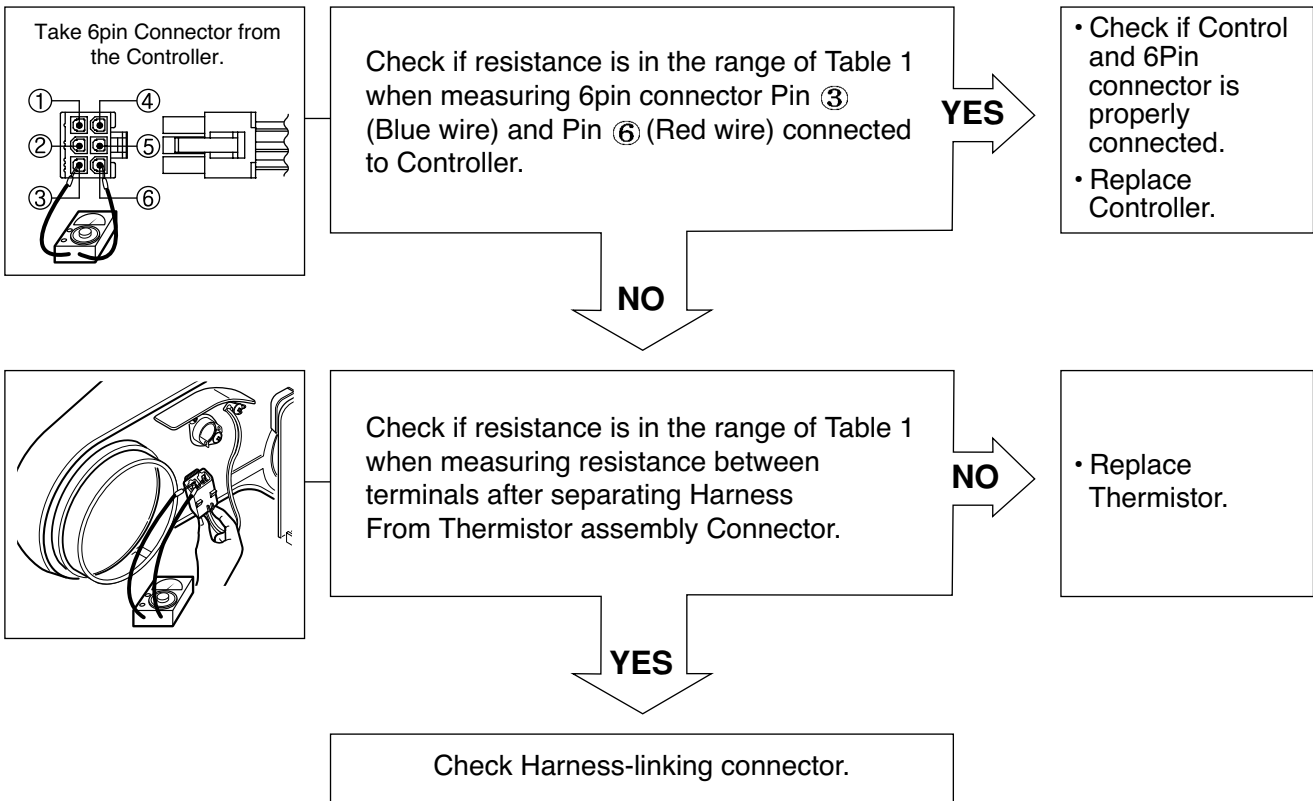 Take 6pin Connector from
the Controller.
① ④
② ⑤
③ ⑥
Check if resistance is in the range of Table 1
when measuring 6pin connector Pin ③
(Blue wire) and Pin ⑥ (Red wire) connected
to Controller.
YES
• Check if Control
and 6Pin
connector is
properly
connected.
• Replace
Controller.
NO
Check if resistance is in the range of Table 1
when measuring resistance between
terminals after separating Harness
From Thermistor assembly Connector.
NO
• Replace
Thermistor.
YES
Check Harness-linking connector.